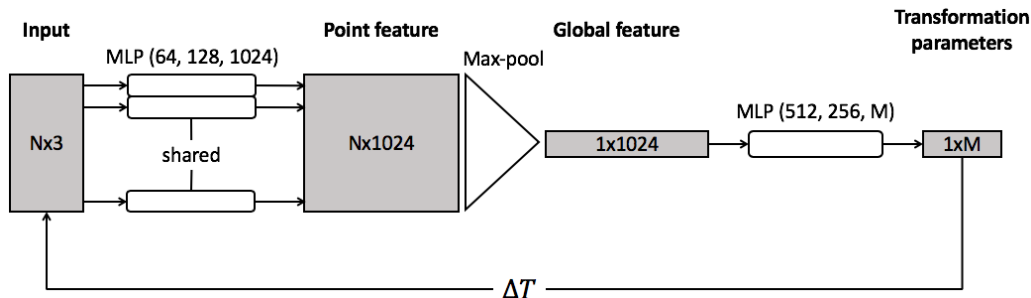 Input
Point feature
Global feature
Transformation
parameters
MLP (64, 128, 1024)
Max-pool
MLP (512, 256, M)
Nx3
shared
Nx1024
1x1024
1xM
ΔT